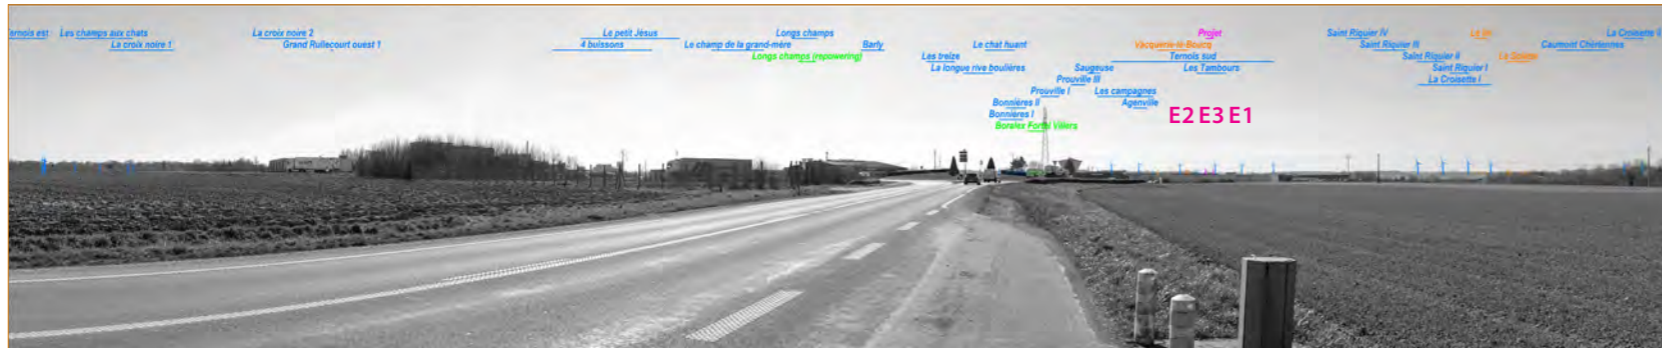 ernois est
Les champs aux chats
La croix noire 1
La croix noire 2
Grand Rullecourt ouest 1
Le petit Jésus
4 buissons
Longs champs
Le champ de la grand-mère
Longs champs (repowering)
Barly
Les treize
Le chat huant
La longue rive boulières
Saugeuse
Prouville III
Prouville I
Les campagnes
Bonnières II
Agenville
Bonnières I
Projet
Vacquerie-le-Boucq
Ternois sud
Les Tambours
E2 E3 E1
Saint Riquier IV
Saint Riquier III
Saint Riquier II
Saint Riquier I
La Croisette I
Caumont Chériennes
La Croisette II